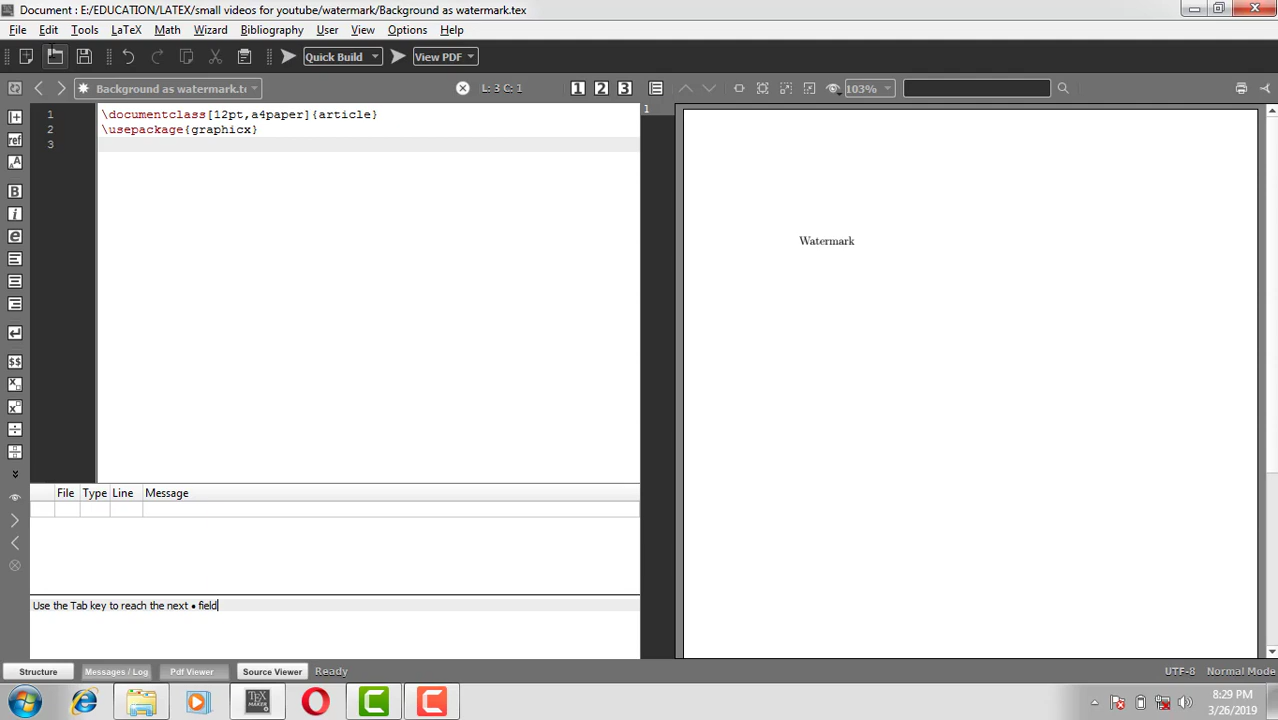 Document : E:/EDUCATION/LATEX/small videos for youtube/watermark/Background as watermark.tex
File Edit Tools LaTeX Math Wizard Bibliography User View Options Help
Quick Build View PDF
Background as watermark.te L: 3 C: 1 1 2 3 103%
1
1 \documentclass[12pt,a4paper]{article}
2 \usepackage{graphicx}
3
ref
B
i
e
$$
Watermark
File Type Line Message
Use the Tab key to reach the next • field
Structure Messages / Log Pdf Viewer Source Viewer Ready UTF-8 Normal Mode
TEX MAKER
8:29 PM
3/26/2019